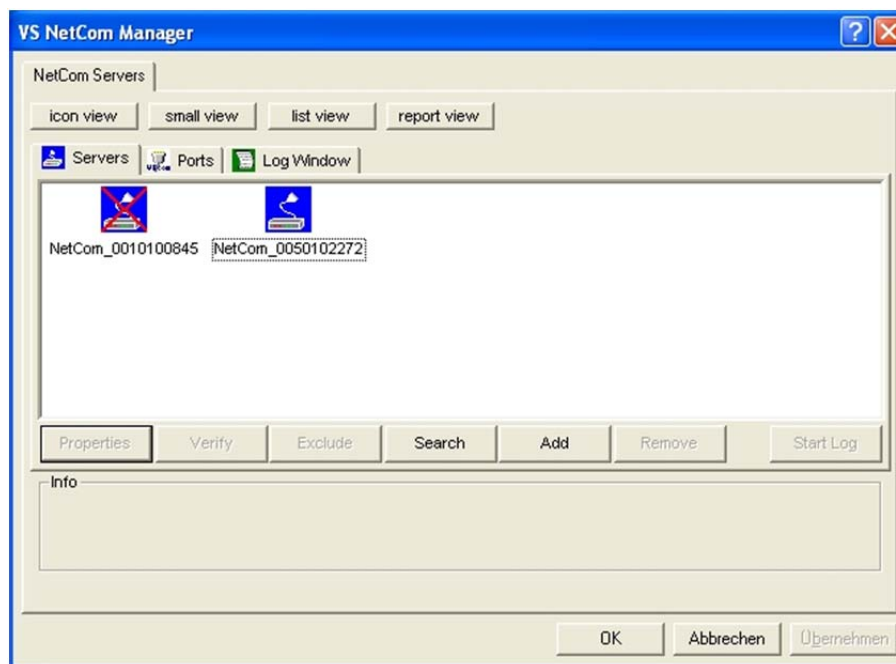 VS NetCom Manager
NetCom Servers
icon view small view list view report view
Servers Ports Log Window
NetCom_0010100845 NetCom_0050102272
Properties Verify Exclude Search Add Remove Start Log
Info
OK Abbrechen Übernehmen